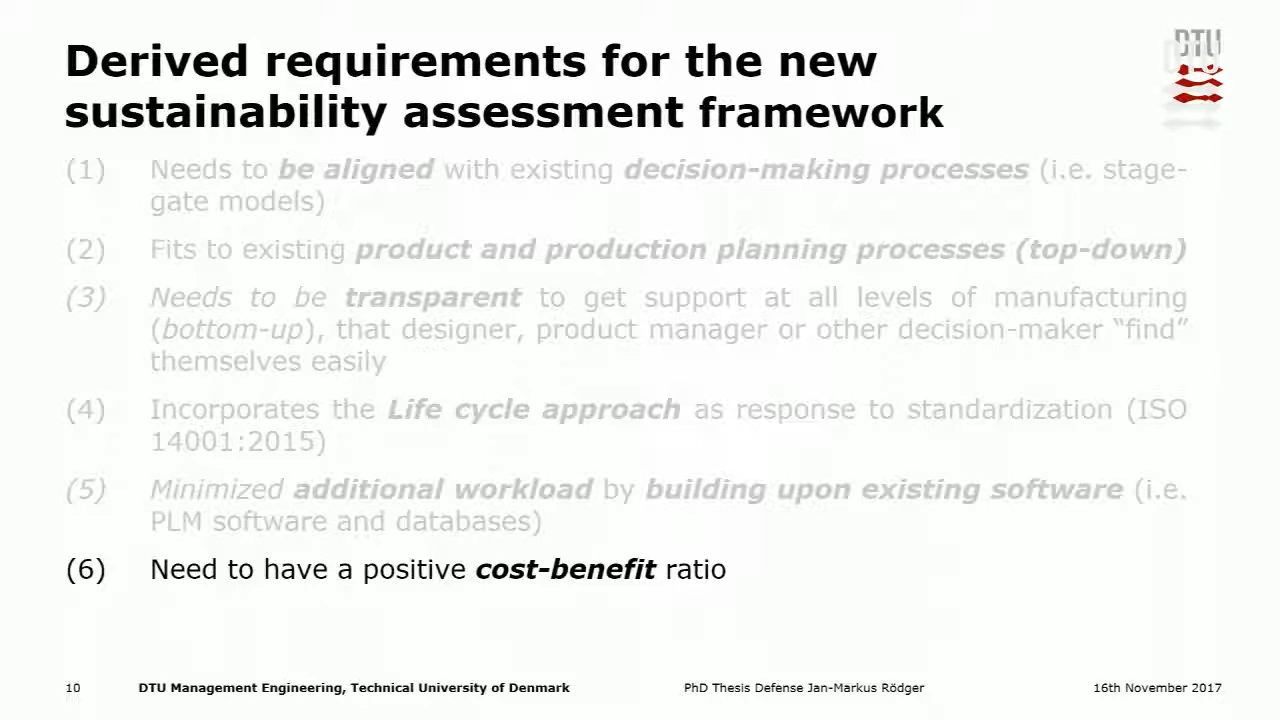 Derived requirements for the new
sustainability assessment framework
DTU
(1) Needs to be aligned with existing decision-making processes (i.e. stage-
gate models)
(2) Fits to existing product and production planning processes (top-down)
(3) Needs to be transparent to get support at all levels of manufacturing
(bottom-up), that designer, product manager or other decision-maker “find”
themselves easily
(4) Incorporates the Life cycle approach as response to standardization (ISO
14001:2015)
(5) Minimized additional workload by building upon existing software (i.e.
PLM software and databases)
(6) Need to have a positive cost-benefit ratio
10 DTU Management Engineering, Technical University of Denmark PhD Thesis Defense Jan-Markus Rödger 16th November 2017